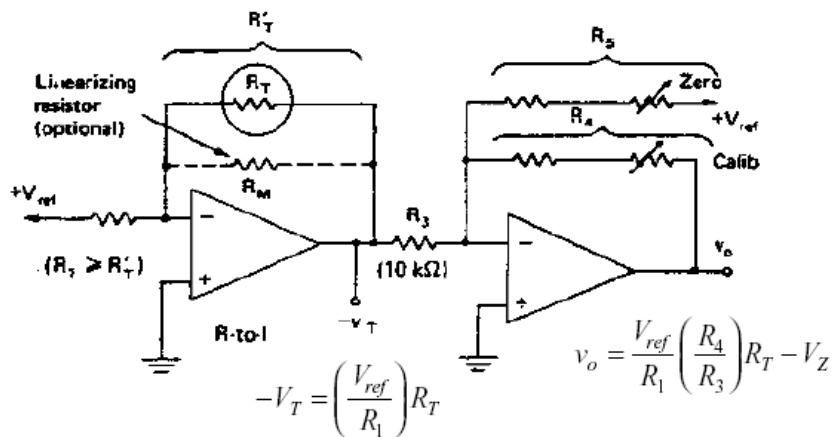 R'T
R5
Linearizing
resistor
(optional)
RT
Zero
+Vref
R4
Calib
RM
+Vref
R3
−
−
(10 kΩ)
vo
(R1 ⩾ R'T)
+
+
R-to-I
−vT
vo = Vref/R1 (R4/R3) RT − VZ
−VT = (Vref/R1) RT